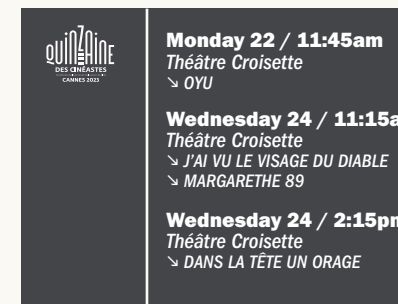 QUINZAINE
DES CINÉASTES
CANNES 2023
Monday 22 / 11:45am
Théâtre Croisette
↘ OYU
Wednesday 24 / 11:15a
Théâtre Croisette
↘ J'AI VU LE VISAGE DU DIABLE
↘ MARGARETHE 89
Wednesday 24 / 2:15pm
Théâtre Croisette
↘ DANS LA TÊTE UN ORAGE